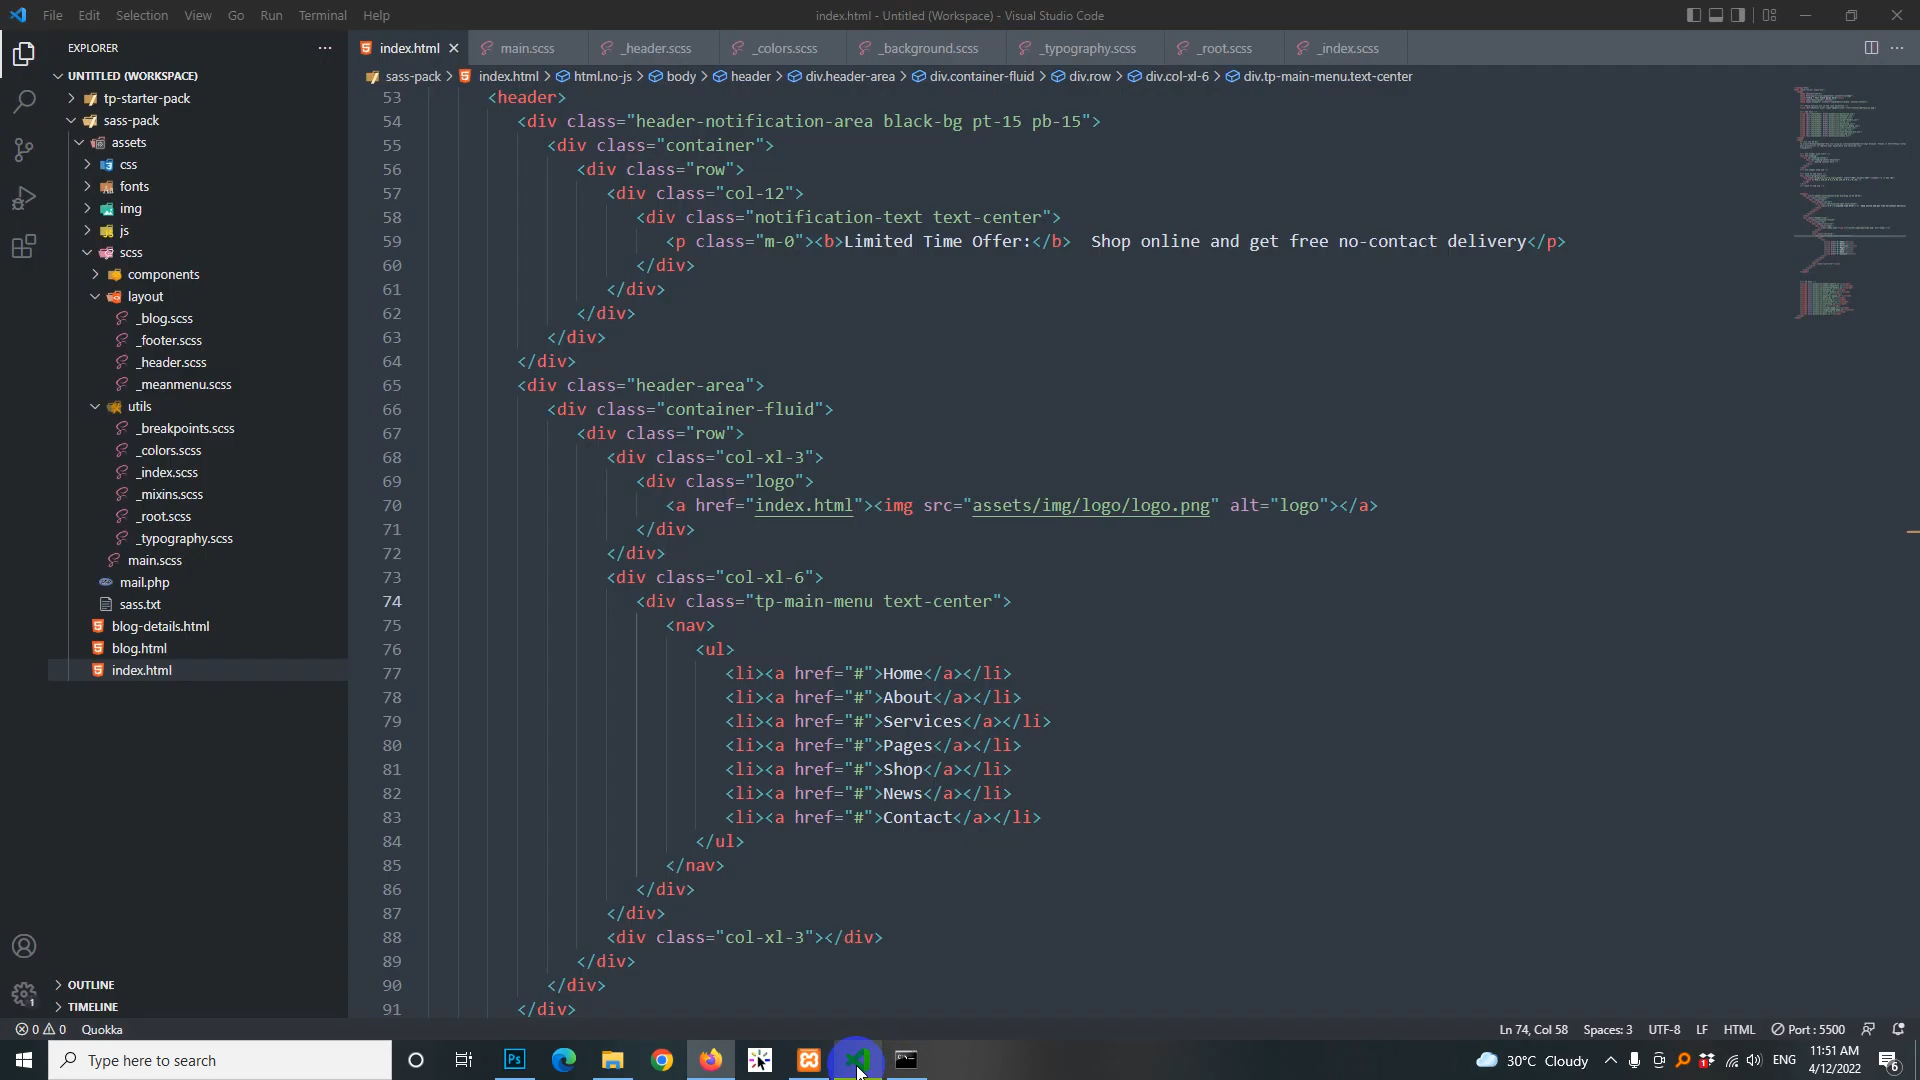 File Edit Selection View Go Run Terminal Help
index.html - Untitled (Workspace) - Visual Studio Code
EXPLORER
UNTITLED (WORKSPACE)
tp-starter-pack
sass-pack
assets
css
fonts
img
js
scss
components
layout
_blog.scss
_footer.scss
_header.scss
_meanmenu.scss
utils
_breakpoints.scss
_colors.scss
_index.scss
_mixins.scss
_root.scss
_typography.scss
main.scss
mail.php
sass.txt
blog-details.html
blog.html
index.html
OUTLINE
TIMELINE
index.html main.scss _header.scss _colors.scss _background.scss _typography.scss _root.scss _index.scss
sass-pack > index.html > html.no-js > body > header > div.header-area > div.container-fluid > div.row > div.col-xl-6 > div.tp-main-menu.text-center
53 <header>
54 <div class="header-notification-area black-bg pt-15 pb-15">
55 <div class="container">
56 <div class="row">
57 <div class="col-12">
58 <div class="notification-text text-center">
59 <p class="m-0"><b>Limited Time Offer:</b>  Shop online and get free no-contact delivery</p>
60 </div>
61 </div>
62 </div>
63 </div>
64 </div>
65 <div class="header-area">
66 <div class="container-fluid">
67 <div class="row">
68 <div class="col-xl-3">
69 <div class="logo">
70 <a href="index.html"><img src="assets/img/logo/logo.png" alt="logo"></a>
71 </div>
72 </div>
73 <div class="col-xl-6">
74 <div class="tp-main-menu text-center">
75 <nav>
76 <ul>
77 <li><a href="#">Home</a></li>
78 <li><a href="#">About</a></li>
79 <li><a href="#">Services</a></li>
80 <li><a href="#">Pages</a></li>
81 <li><a href="#">Shop</a></li>
82 <li><a href="#">News</a></li>
83 <li><a href="#">Contact</a></li>
84 </ul>
85 </nav>
86 </div>
87 </div>
88 <div class="col-xl-3"></div>
89 </div>
90 </div>
91 </div>
1
0 0 Quokka
Ln 74, Col 58 Spaces: 3 UTF-8 LF HTML Port : 5500
Type here to search
Ps
30°C Cloudy
ENG
11:51 AM
4/12/2022
6